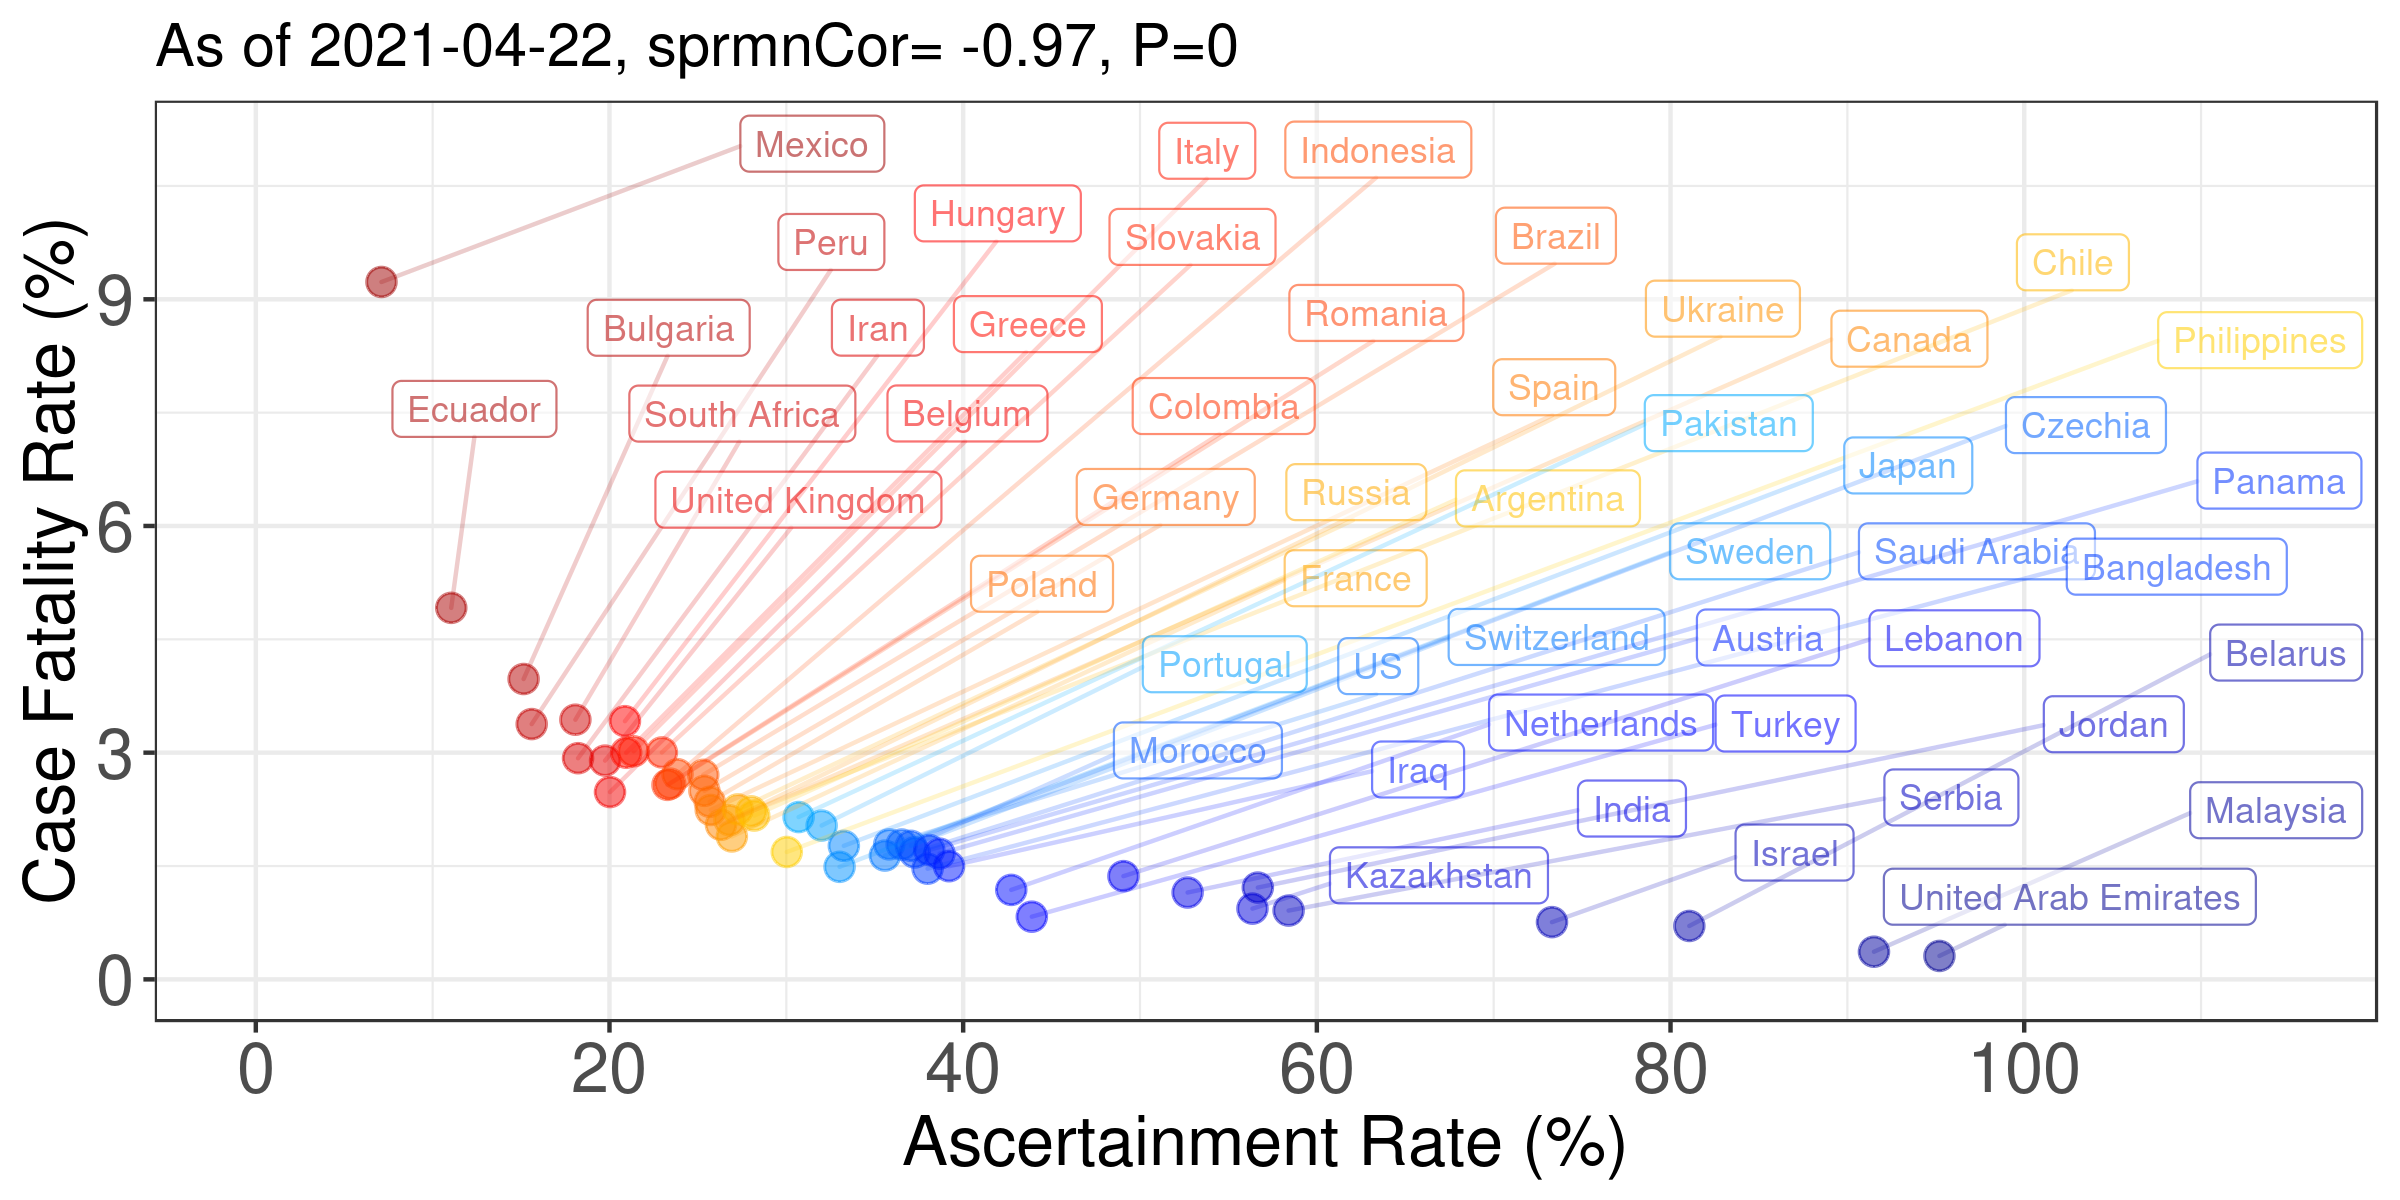 As of 2021-04-22, sprmnCor= -0.97, P=0
Case Fatality Rate (%)
9
6
3
0
Mexico
Italy
Indonesia
Hungary
Peru
Slovakia
Brazil
Chile
Bulgaria
Iran
Greece
Romania
Ukraine
Canada
Philippines
Ecuador
South Africa
Belgium
Colombia
Spain
Pakistan
Czechia
Japan
Panama
United Kingdom
Germany
Russia
Argentina
Sweden
Saudi Arabia
Bangladesh
Poland
France
Portugal
US
Switzerland
Austria
Lebanon
Belarus
Morocco
Netherlands
Turkey
Jordan
Iraq
India
Serbia
Malaysia
Kazakhstan
Israel
United Arab Emirates
0
20
40
60
80
100
Ascertainment Rate (%)